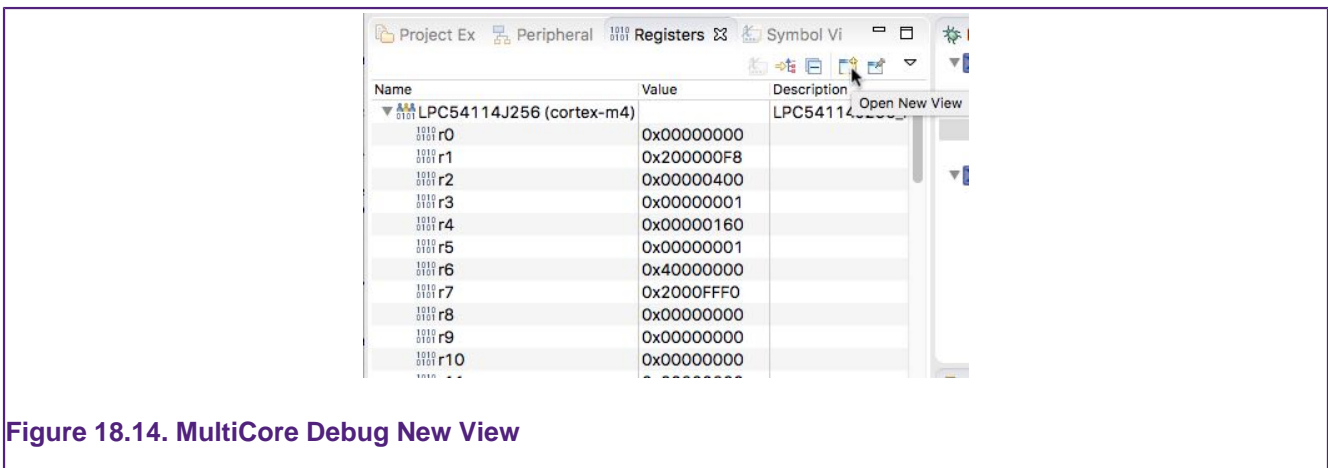 Project Ex Peripheral Registers Symbol Vi
Name Value Description
Open New View
LPC54114J256 (cortex-m4)
r0 0x00000000
r1 0x200000F8
r2 0x00000400
r3 0x00000001
r4 0x00000160
r5 0x00000001
r6 0x40000000
r7 0x2000FFF0
r8 0x00000000
r9 0x00000000
r10 0x00000000
Figure 18.14. MultiCore Debug New View